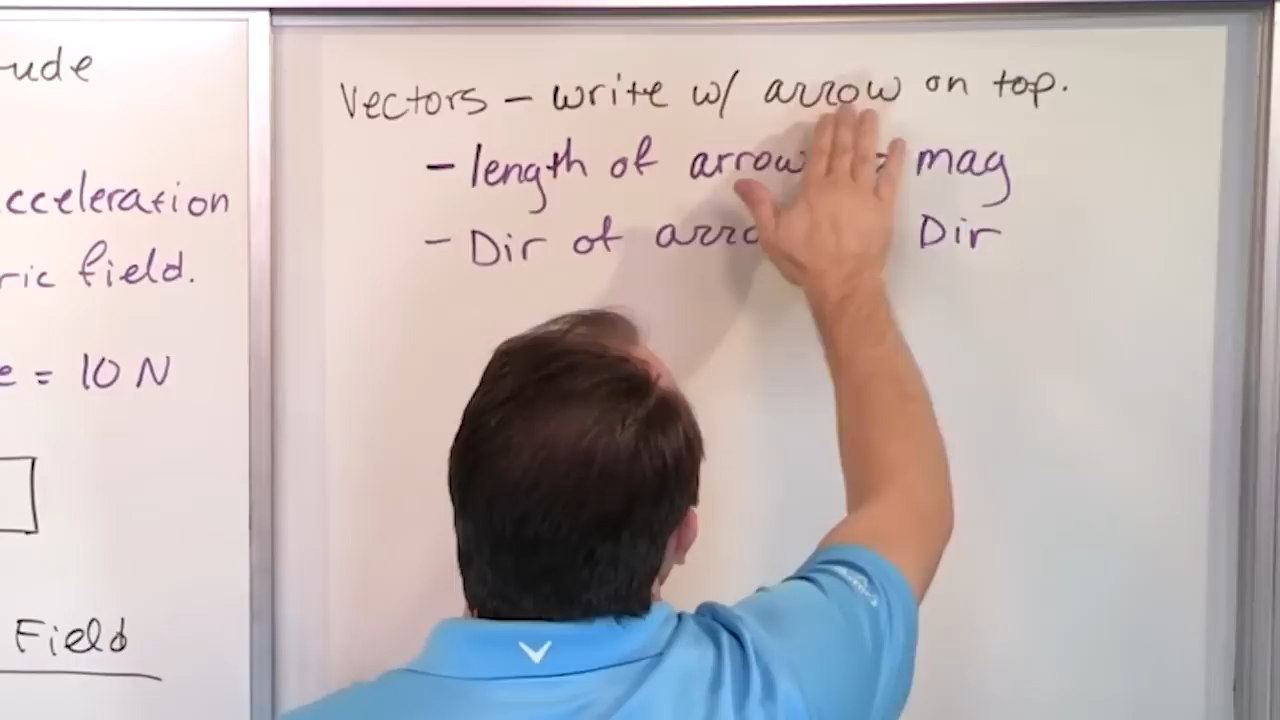 ude
cceleration
ric field.
e = 10 N
Field
Vectors – write w/ arrow on top.
– length of arrow = mag
– Dir of arro Dir